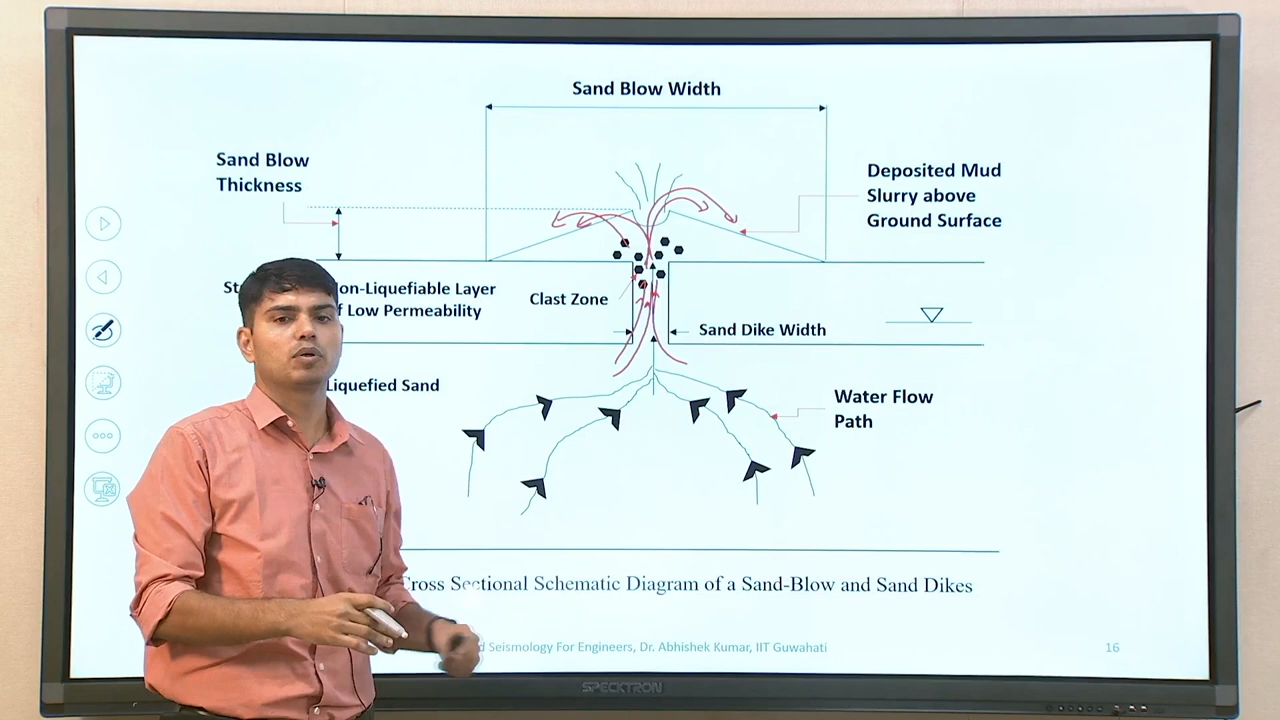 Sand Blow Width
Sand Blow
Thickness
Deposited Mud
Slurry above
Ground Surface
on-Liquefiable Layer
f Low Permeability
Clast Zone
Sand Dike Width
Liquefied Sand
Water Flow
Path
Cross Sectional Schematic Diagram of a Sand-Blow and Sand Dikes
d Seismology For Engineers, Dr. Abhishek Kumar, IIT Guwahati
16
SPECKTRON